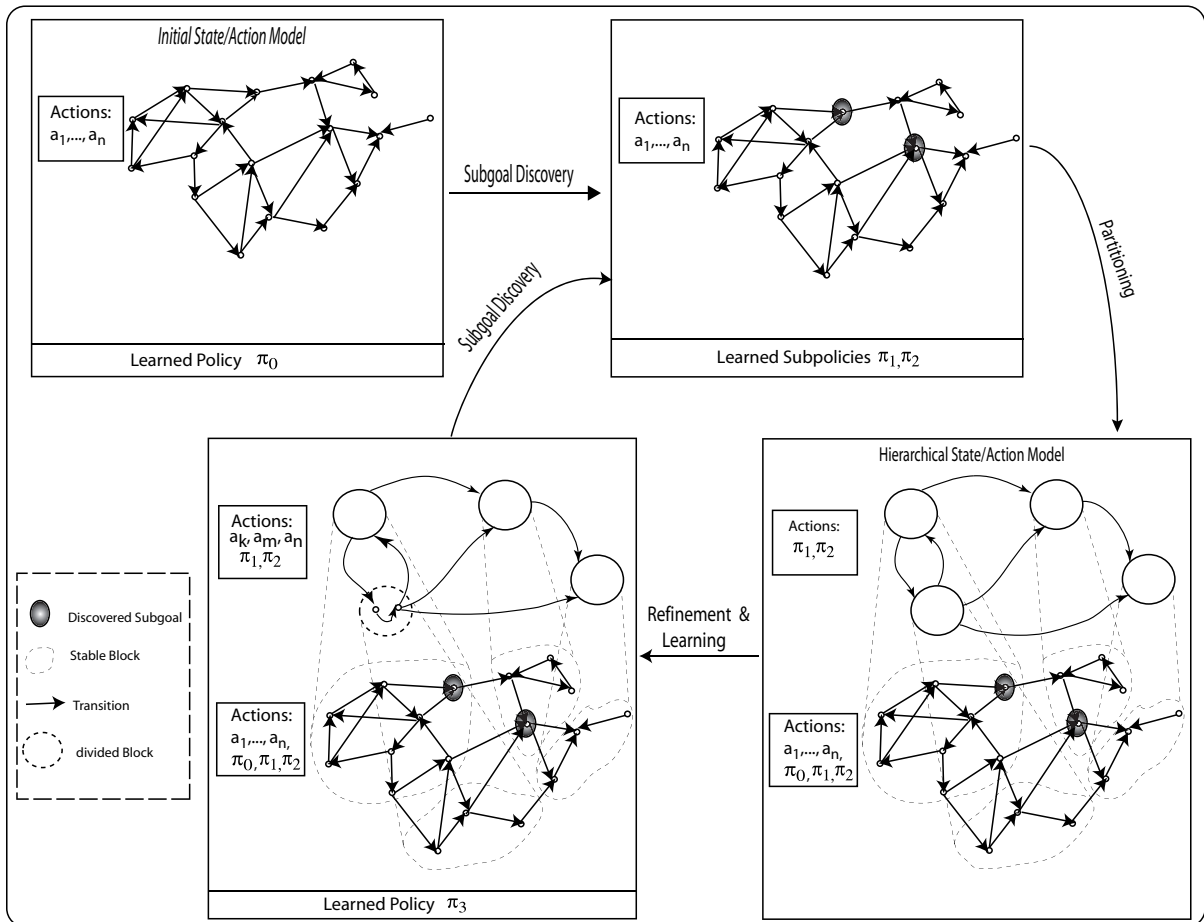 Initial State/Action Model
Actions:
a1,..., an
Learned Policy π0
Subgoal Discovery
Actions:
a1,..., an
Learned Subpolicies π1,π2
Partitioning
Subgoal Discovery
Hierarchical State/Action Model
Actions:
π1,π2
Actions:
a1,..., an,
π0,π1,π2
Refinement &
Learning
Actions:
ak, am, an
π1,π2
Actions:
a1,..., an,
π0,π1,π2
Learned Policy π3
Discovered Subgoal
Stable Block
Transition
divided Block